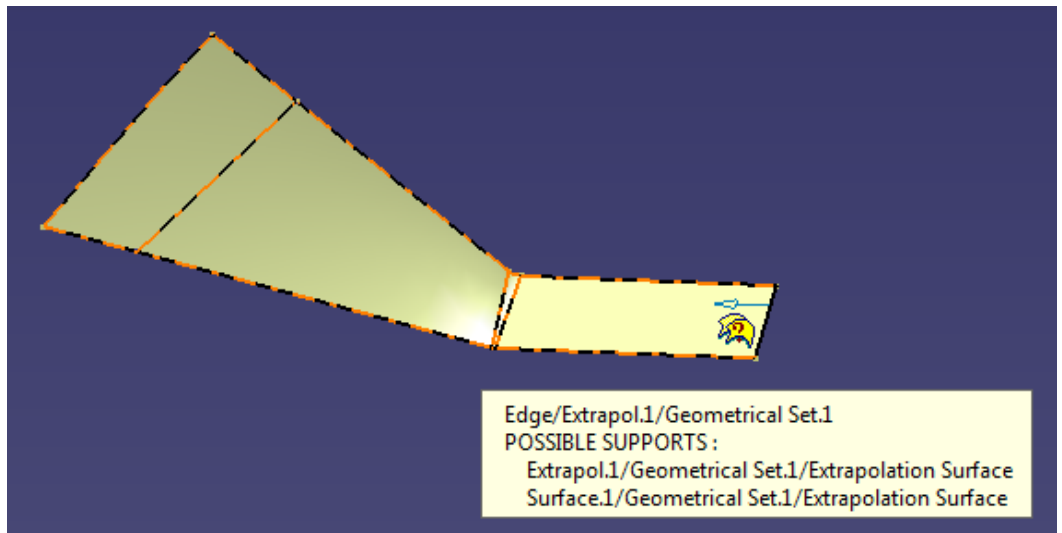 Edge/Extrapol.1/Geometrical Set.1
POSSIBLE SUPPORTS :
Extrapol.1/Geometrical Set.1/Extrapolation Surface
Surface.1/Geometrical Set.1/Extrapolation Surface